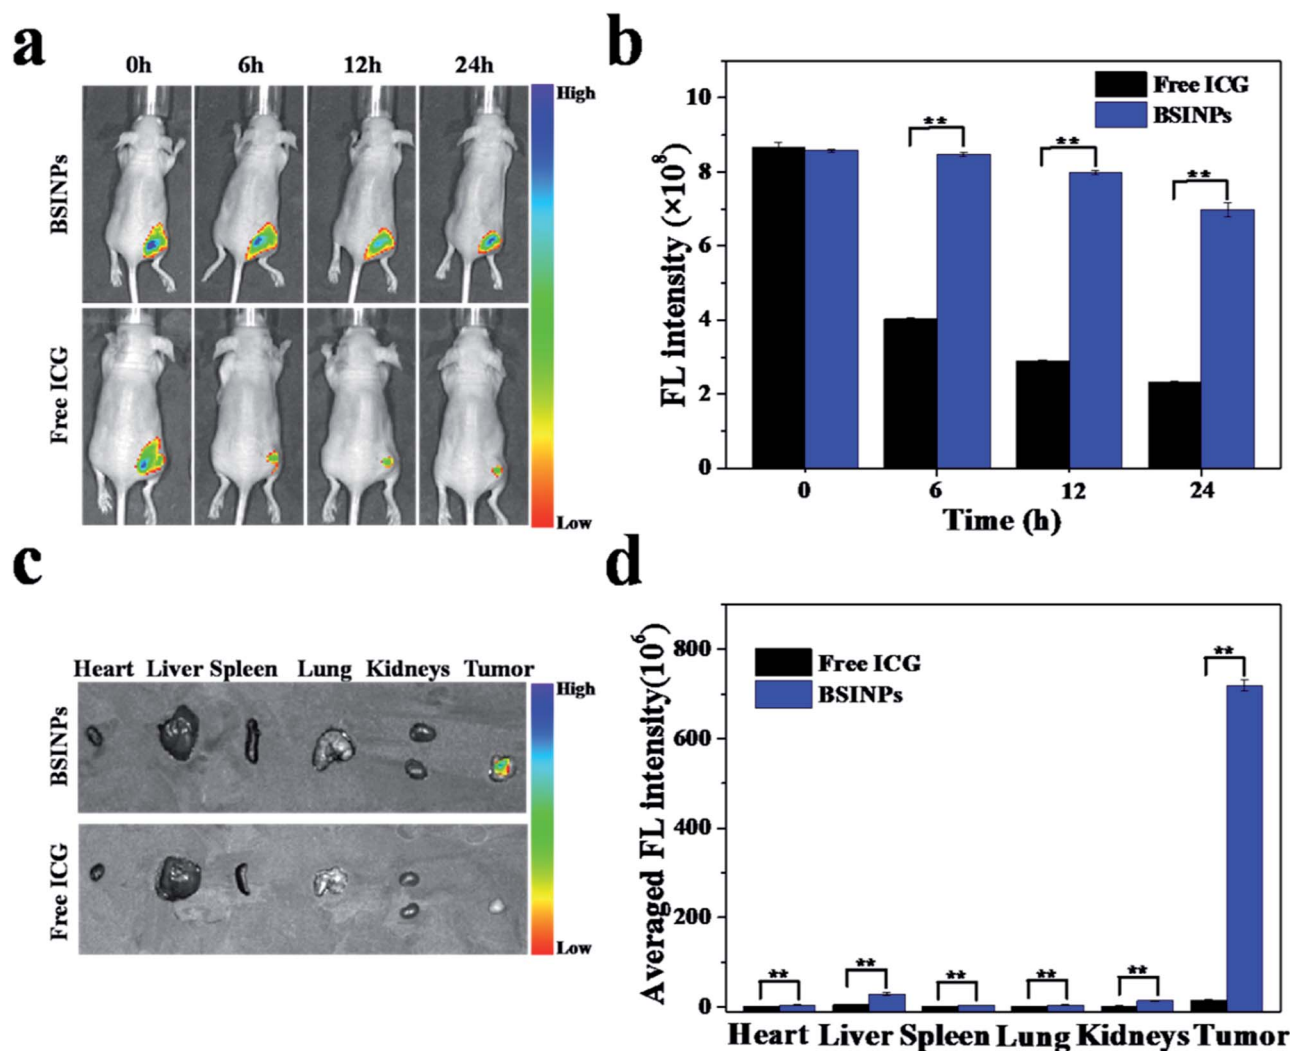 a
0h 6h 12h 24h
BSINPs
Free ICG
High
Low
b
Free ICG
BSINPs
FL intensity (×10⁸)
10
8
6
4
2
0
** ** **
0 6 12 24
Time (h)
c
Heart Liver Spleen Lung Kidneys Tumor
BSINPs
Free ICG
High
Low
d
Free ICG
BSINPs
Averaged FL intensity(10⁶)
800
600
400
200
0
** ** ** ** ** **
Heart Liver Spleen Lung Kidneys Tumor